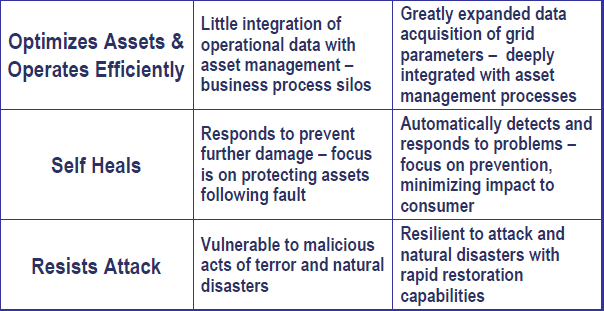 Optimizes Assets &
Operates Efficiently
Little integration of
operational data with
asset management –
business process silos
Greatly expanded data
acquisition of grid
parameters – deeply
integrated with asset
management processes
Self Heals
Responds to prevent
further damage – focus
is on protecting assets
following fault
Automatically detects and
responds to problems –
focus on prevention,
minimizing impact to
consumer
Resists Attack
Vulnerable to malicious
acts of terror and natural
disasters
Resilient to attack and
natural disasters with
rapid restoration
capabilities